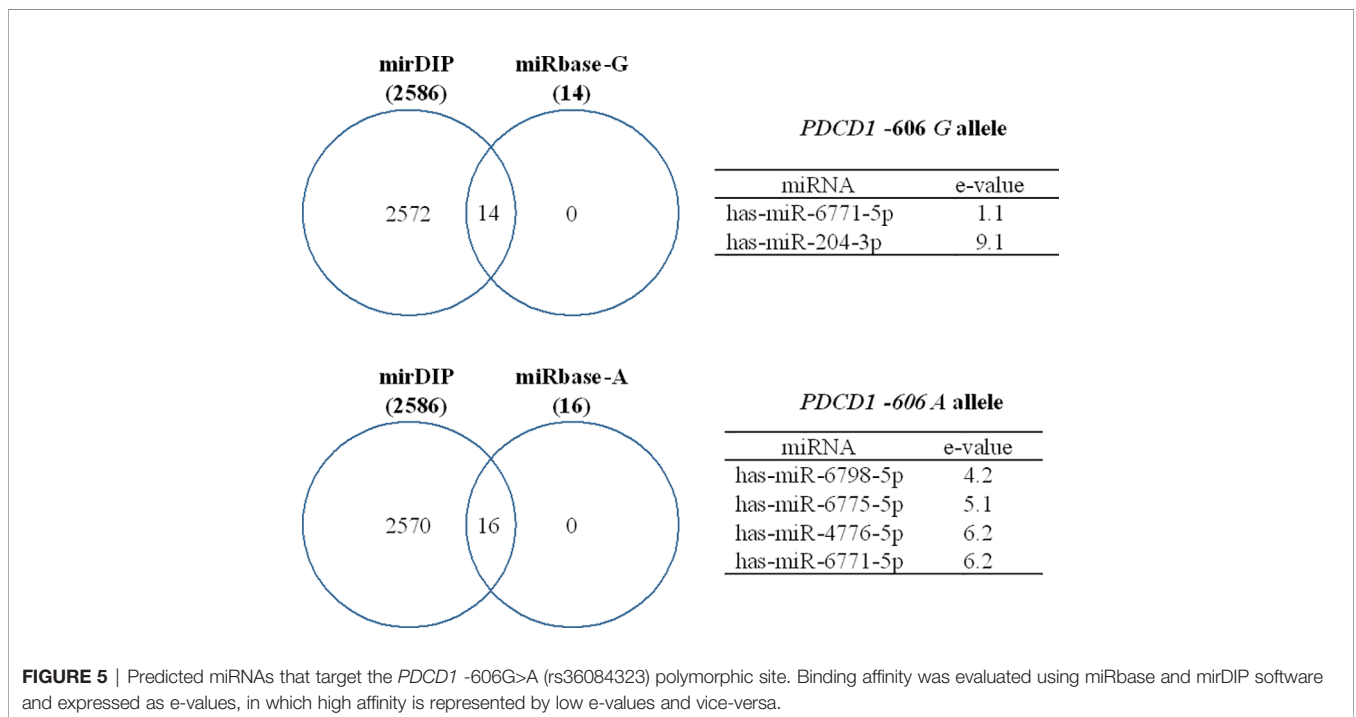 mirDIP
(2586)
miRbase-G
(14)
2572
14
0
PDCD1 -606 G allele
miRNA e-value
has-miR-6771-5p 1.1
has-miR-204-3p 9.1
mirDIP
(2586)
miRbase-A
(16)
2570
16
0
PDCD1 -606 A allele
miRNA e-value
has-miR-6798-5p 4.2
has-miR-6775-5p 5.1
has-miR-4776-5p 6.2
has-miR-6771-5p 6.2
FIGURE 5 | Predicted miRNAs that target the PDCD1 -606G>A (rs36084323) polymorphic site. Binding affinity was evaluated using miRbase and mirDIP software
and expressed as e-values, in which high affinity is represented by low e-values and vice-versa.